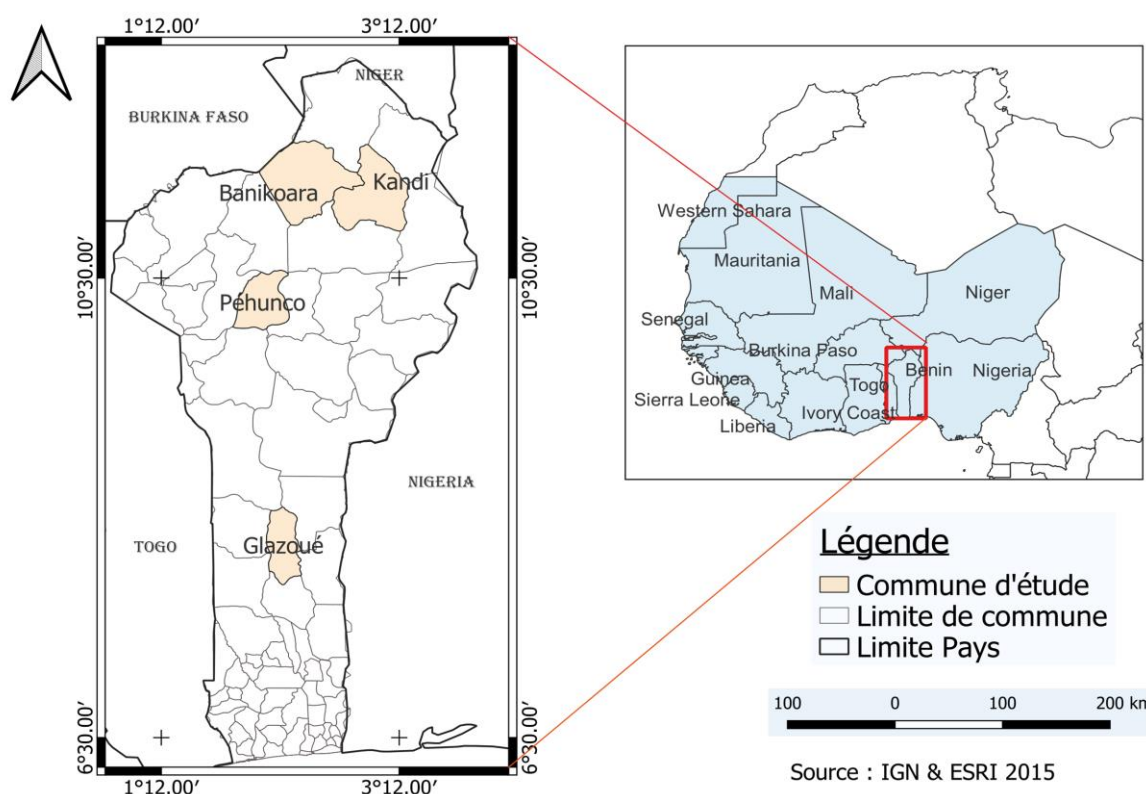 1°12.00′
3°12.00′
NIGER
BURKINA FASO
Banikoara
Kandi
10°30.00′
10°30.00′
Péhunco
NIGERIA
TOGO
Glazoué
6°30.00′
6°30.00′
1°12.00′
3°12.00′
Western Sahara
Mauritania
Mali
Niger
Senegal
Burkina Faso
Benin
Nigeria
Guinea
Togo
Sierra Leone
Ivory Coast
Liberia
Légende
Commune d'étude
Limite de commune
Limite Pays
100 0 100 200 km
Source : IGN & ESRI 2015